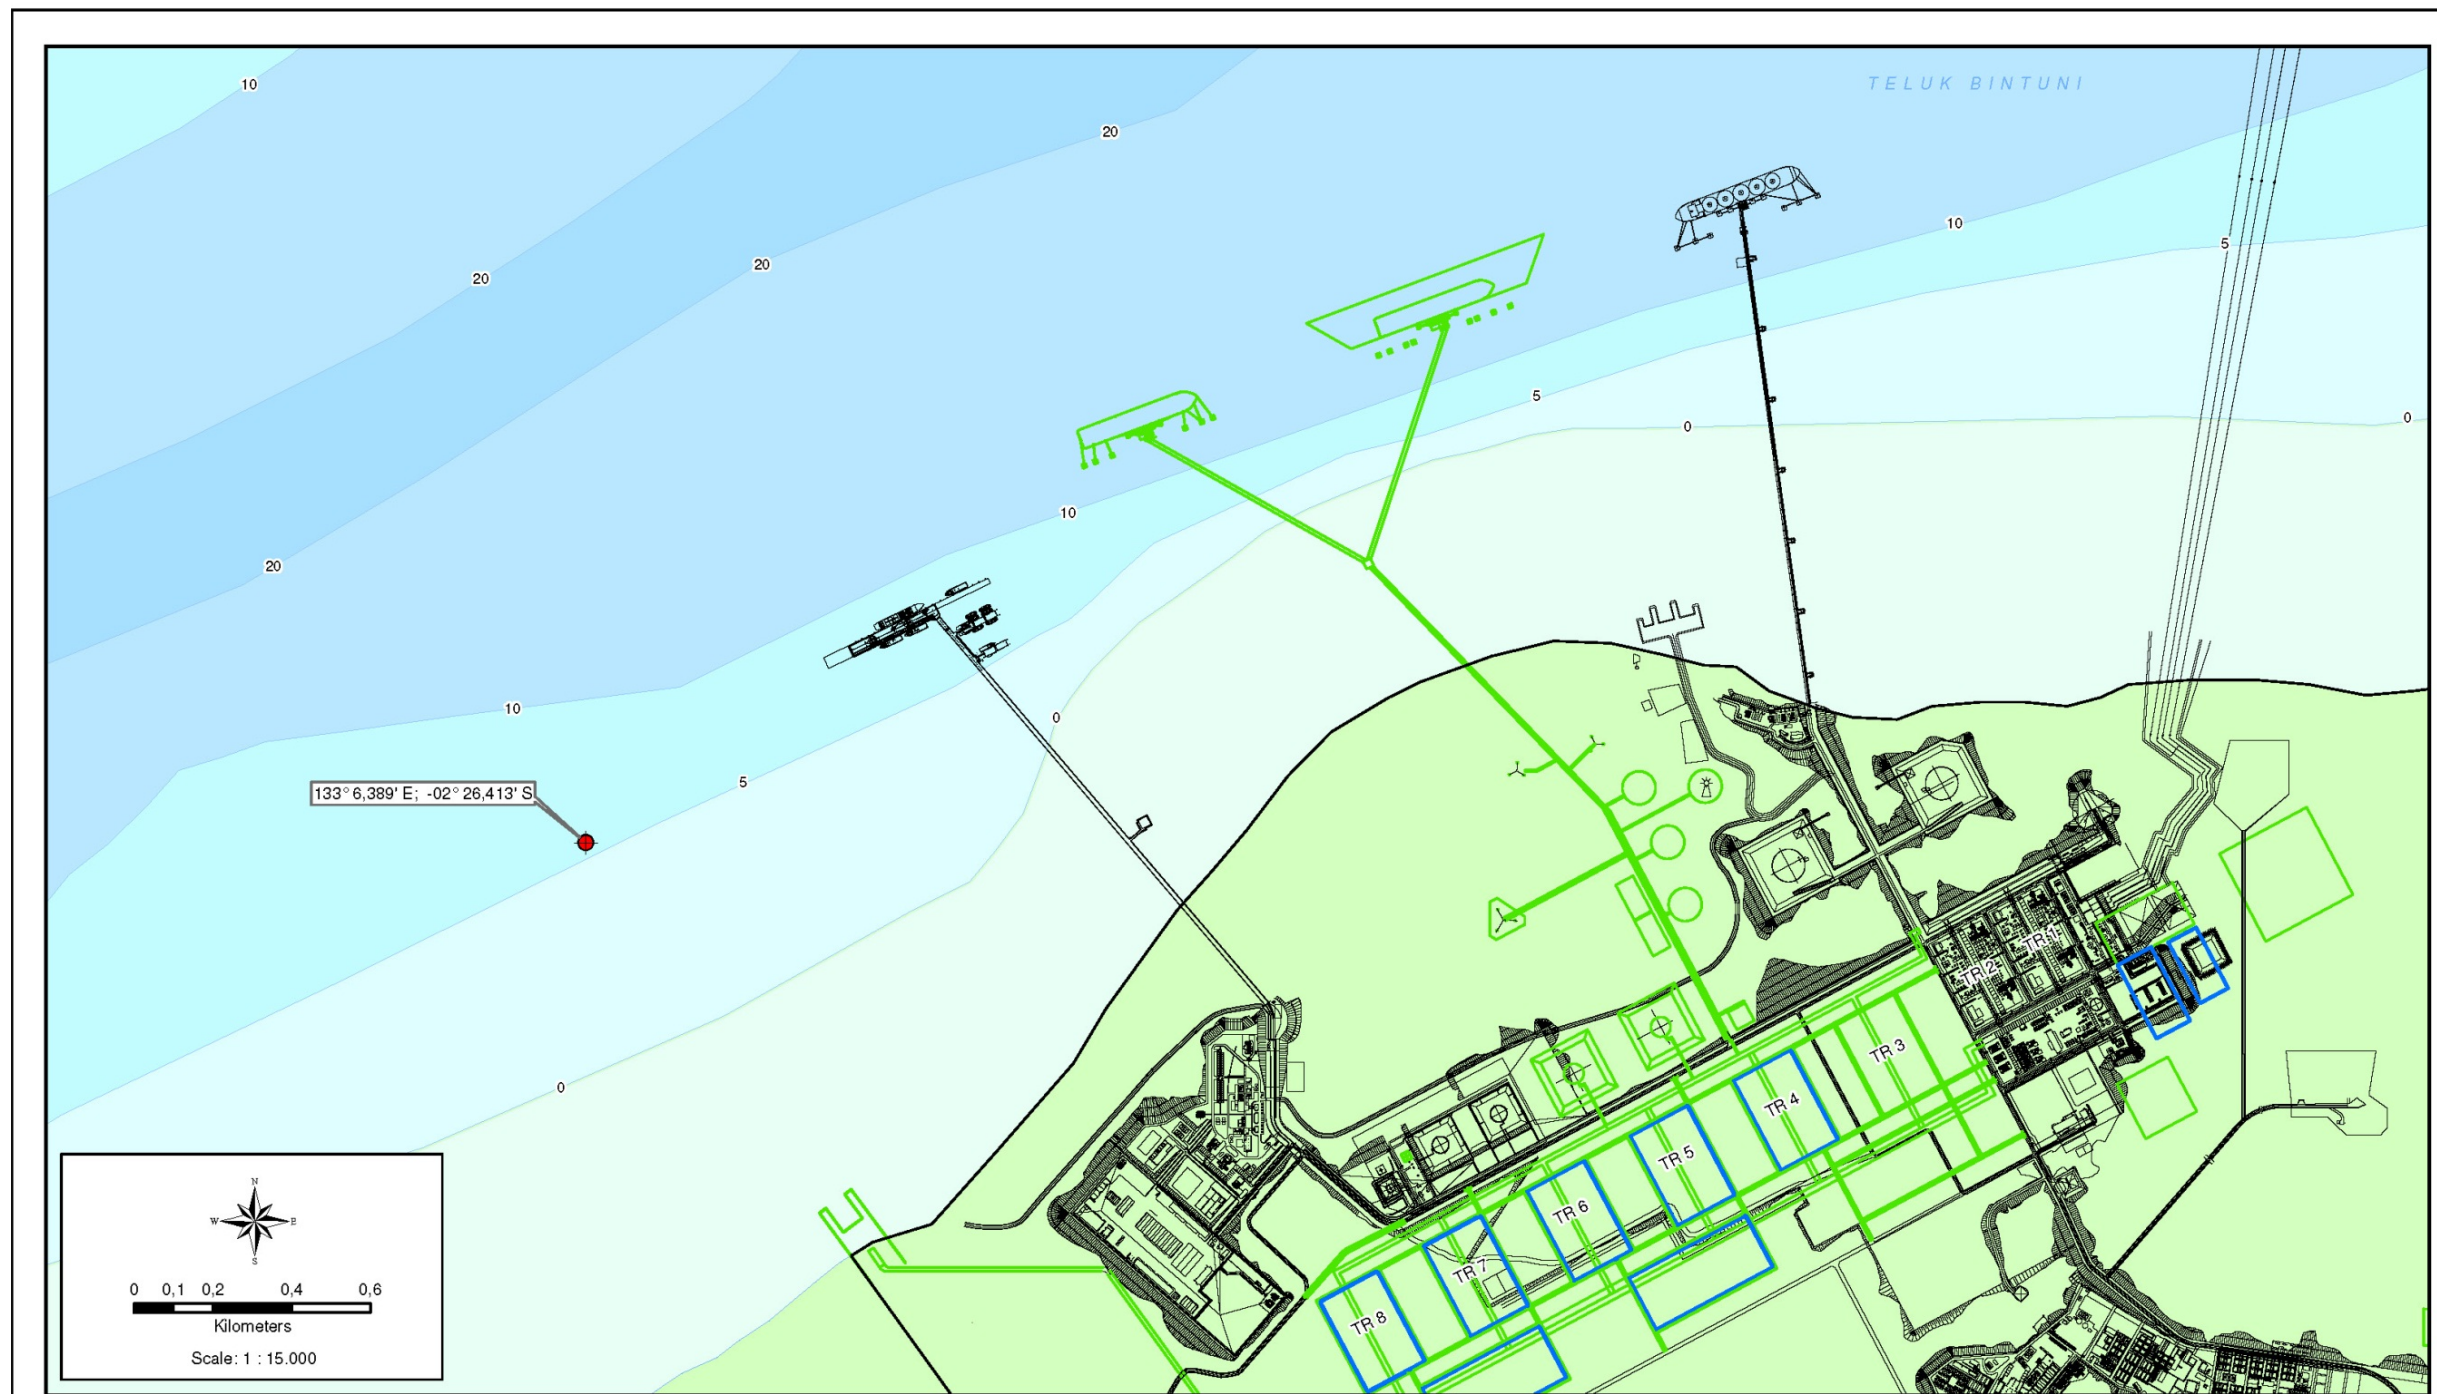 10
TELUK BINTUNI
20
10
20
5
20
5
0
0
10
20
10
0
5
133° 6,389' E; -02° 26,413' S
TR 1
TR 2
TR 3
0
TR 4
TR 5
TR 6
TR 7
TR 8
N
W E
S
0 0,1 0,2 0,4 0,6
Kilometers
Scale: 1 : 15.000